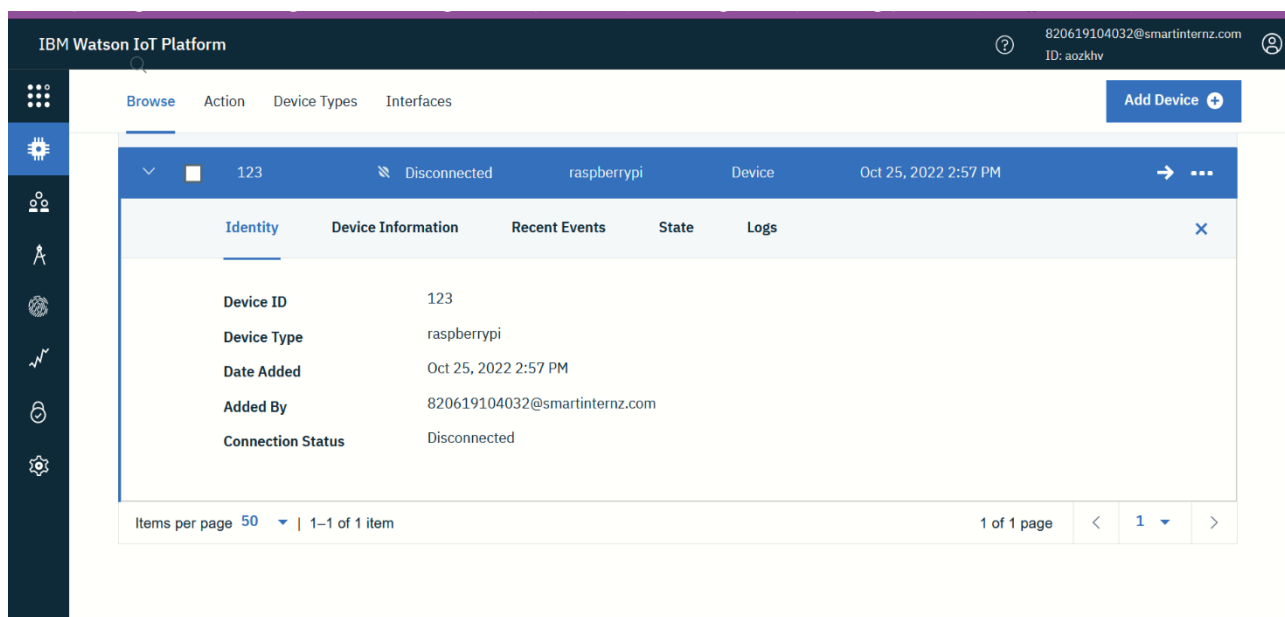 IBM Watson IoT Platform
820619104032@smartinternz.com
ID: aozkhv
Browse Action Device Types Interfaces
Add Device
123 Disconnected raspberrypi Device Oct 25, 2022 2:57 PM
Identity Device Information Recent Events State Logs
Device ID 123
Device Type raspberrypi
Date Added Oct 25, 2022 2:57 PM
Added By 820619104032@smartinternz.com
Connection Status Disconnected
Items per page 50 | 1–1 of 1 item 1 of 1 page 1